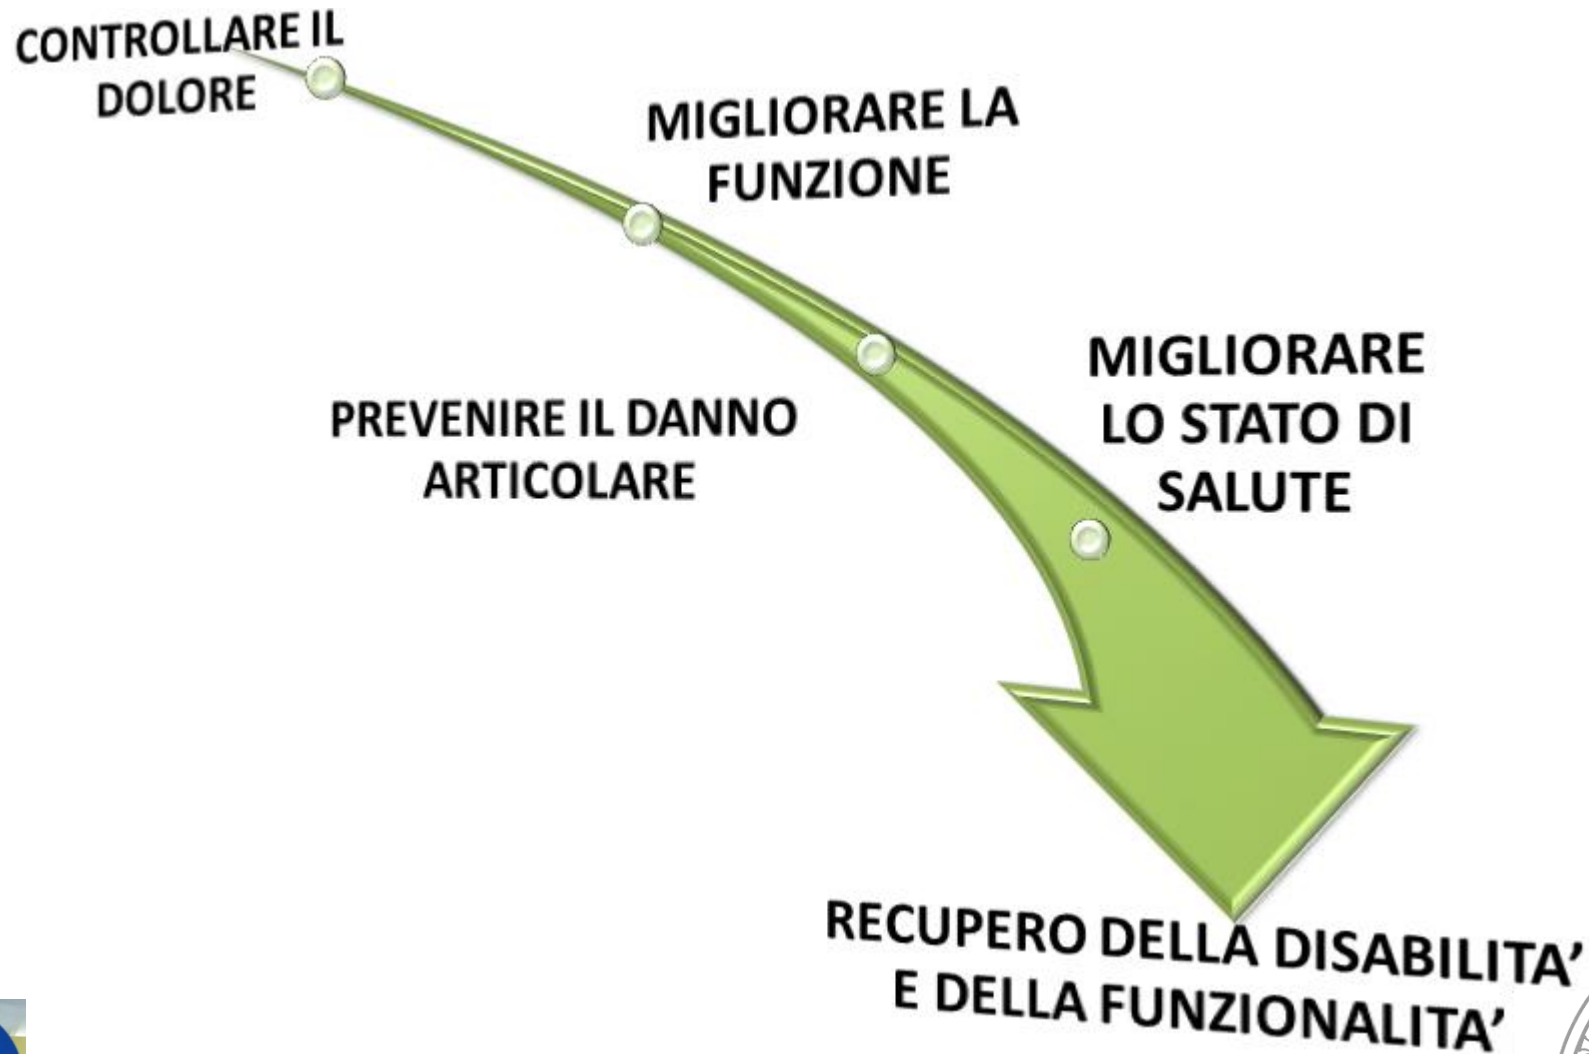 CONTROLLARE IL
DOLORE
MIGLIORARE LA
FUNZIONE
PREVENIRE IL DANNO
ARTICOLARE
MIGLIORARE
LO STATO DI
SALUTE
RECUPERO DELLA DISABILITA'
E DELLA FUNZIONALITA'